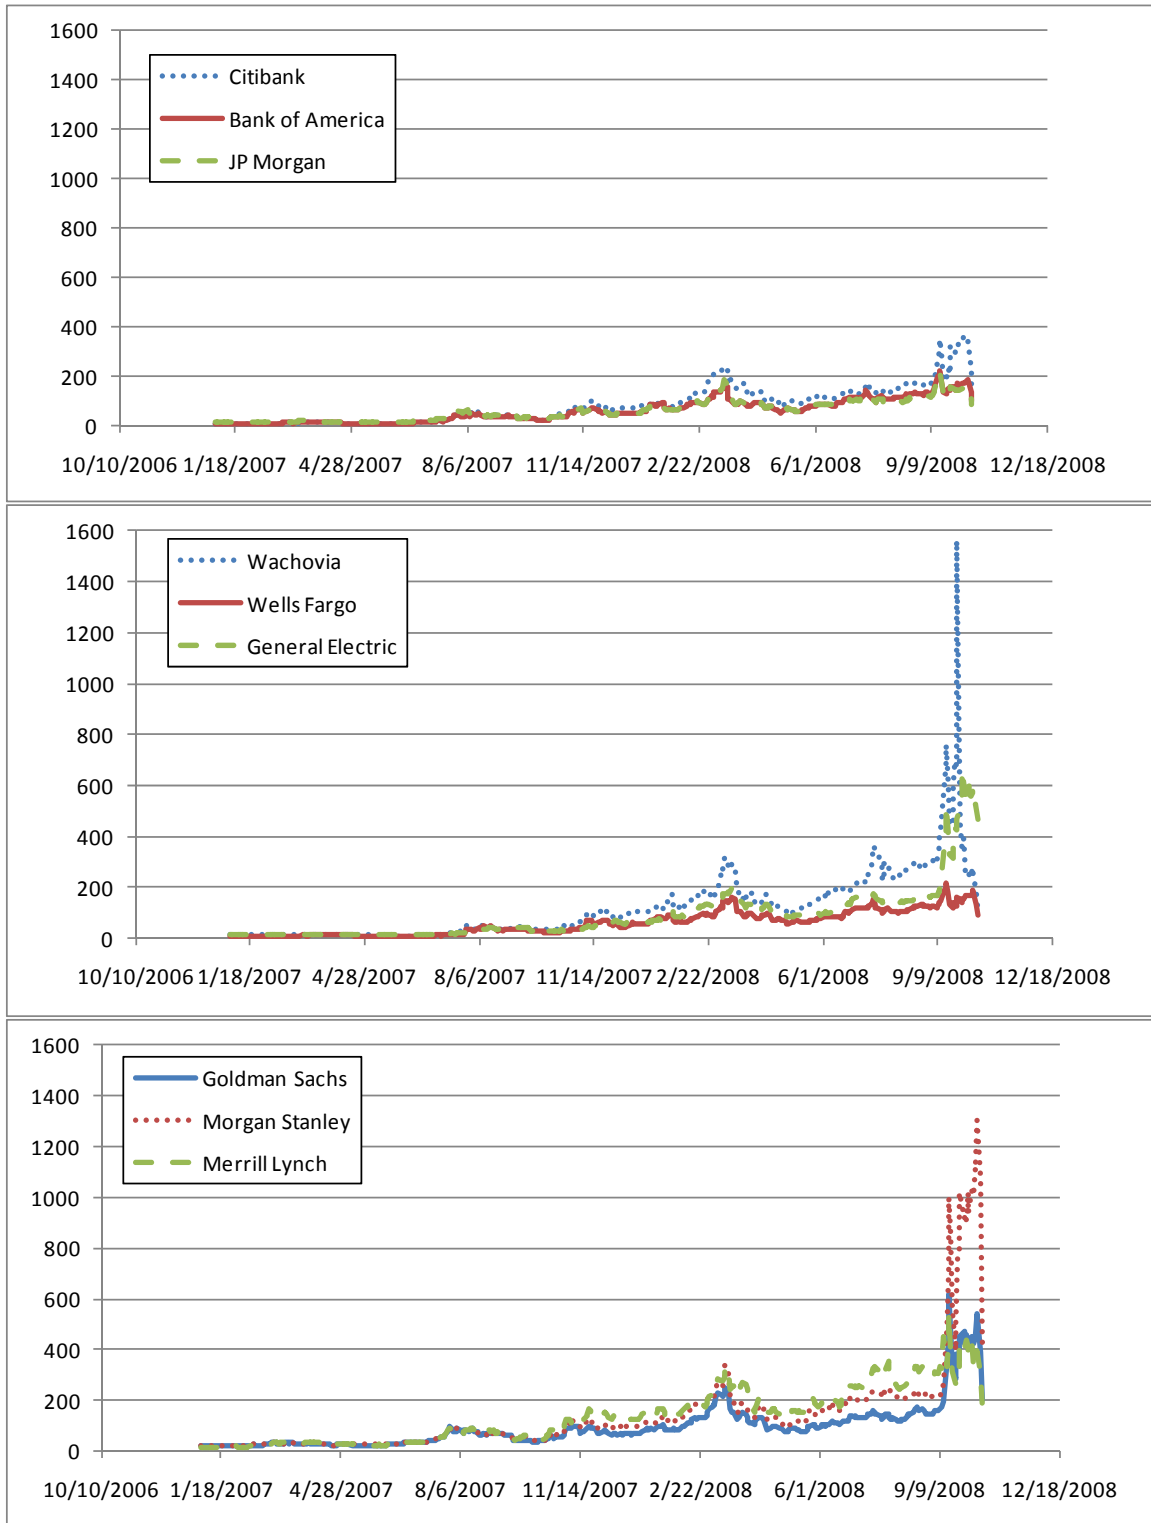 1600
1400
1200
1000
800
600
400
200
0
Citibank
Bank of America
JP Morgan
10/10/2006 1/18/2007 4/28/2007 8/6/2007 11/14/2007 2/22/2008 6/1/2008 9/9/2008 12/18/2008
1600
1400
1200
1000
800
600
400
200
0
Wachovia
Wells Fargo
General Electric
10/10/2006 1/18/2007 4/28/2007 8/6/2007 11/14/2007 2/22/2008 6/1/2008 9/9/2008 12/18/2008
1600
1400
1200
1000
800
600
400
200
0
Goldman Sachs
Morgan Stanley
Merrill Lynch
10/10/2006 1/18/2007 4/28/2007 8/6/2007 11/14/2007 2/22/2008 6/1/2008 9/9/2008 12/18/2008